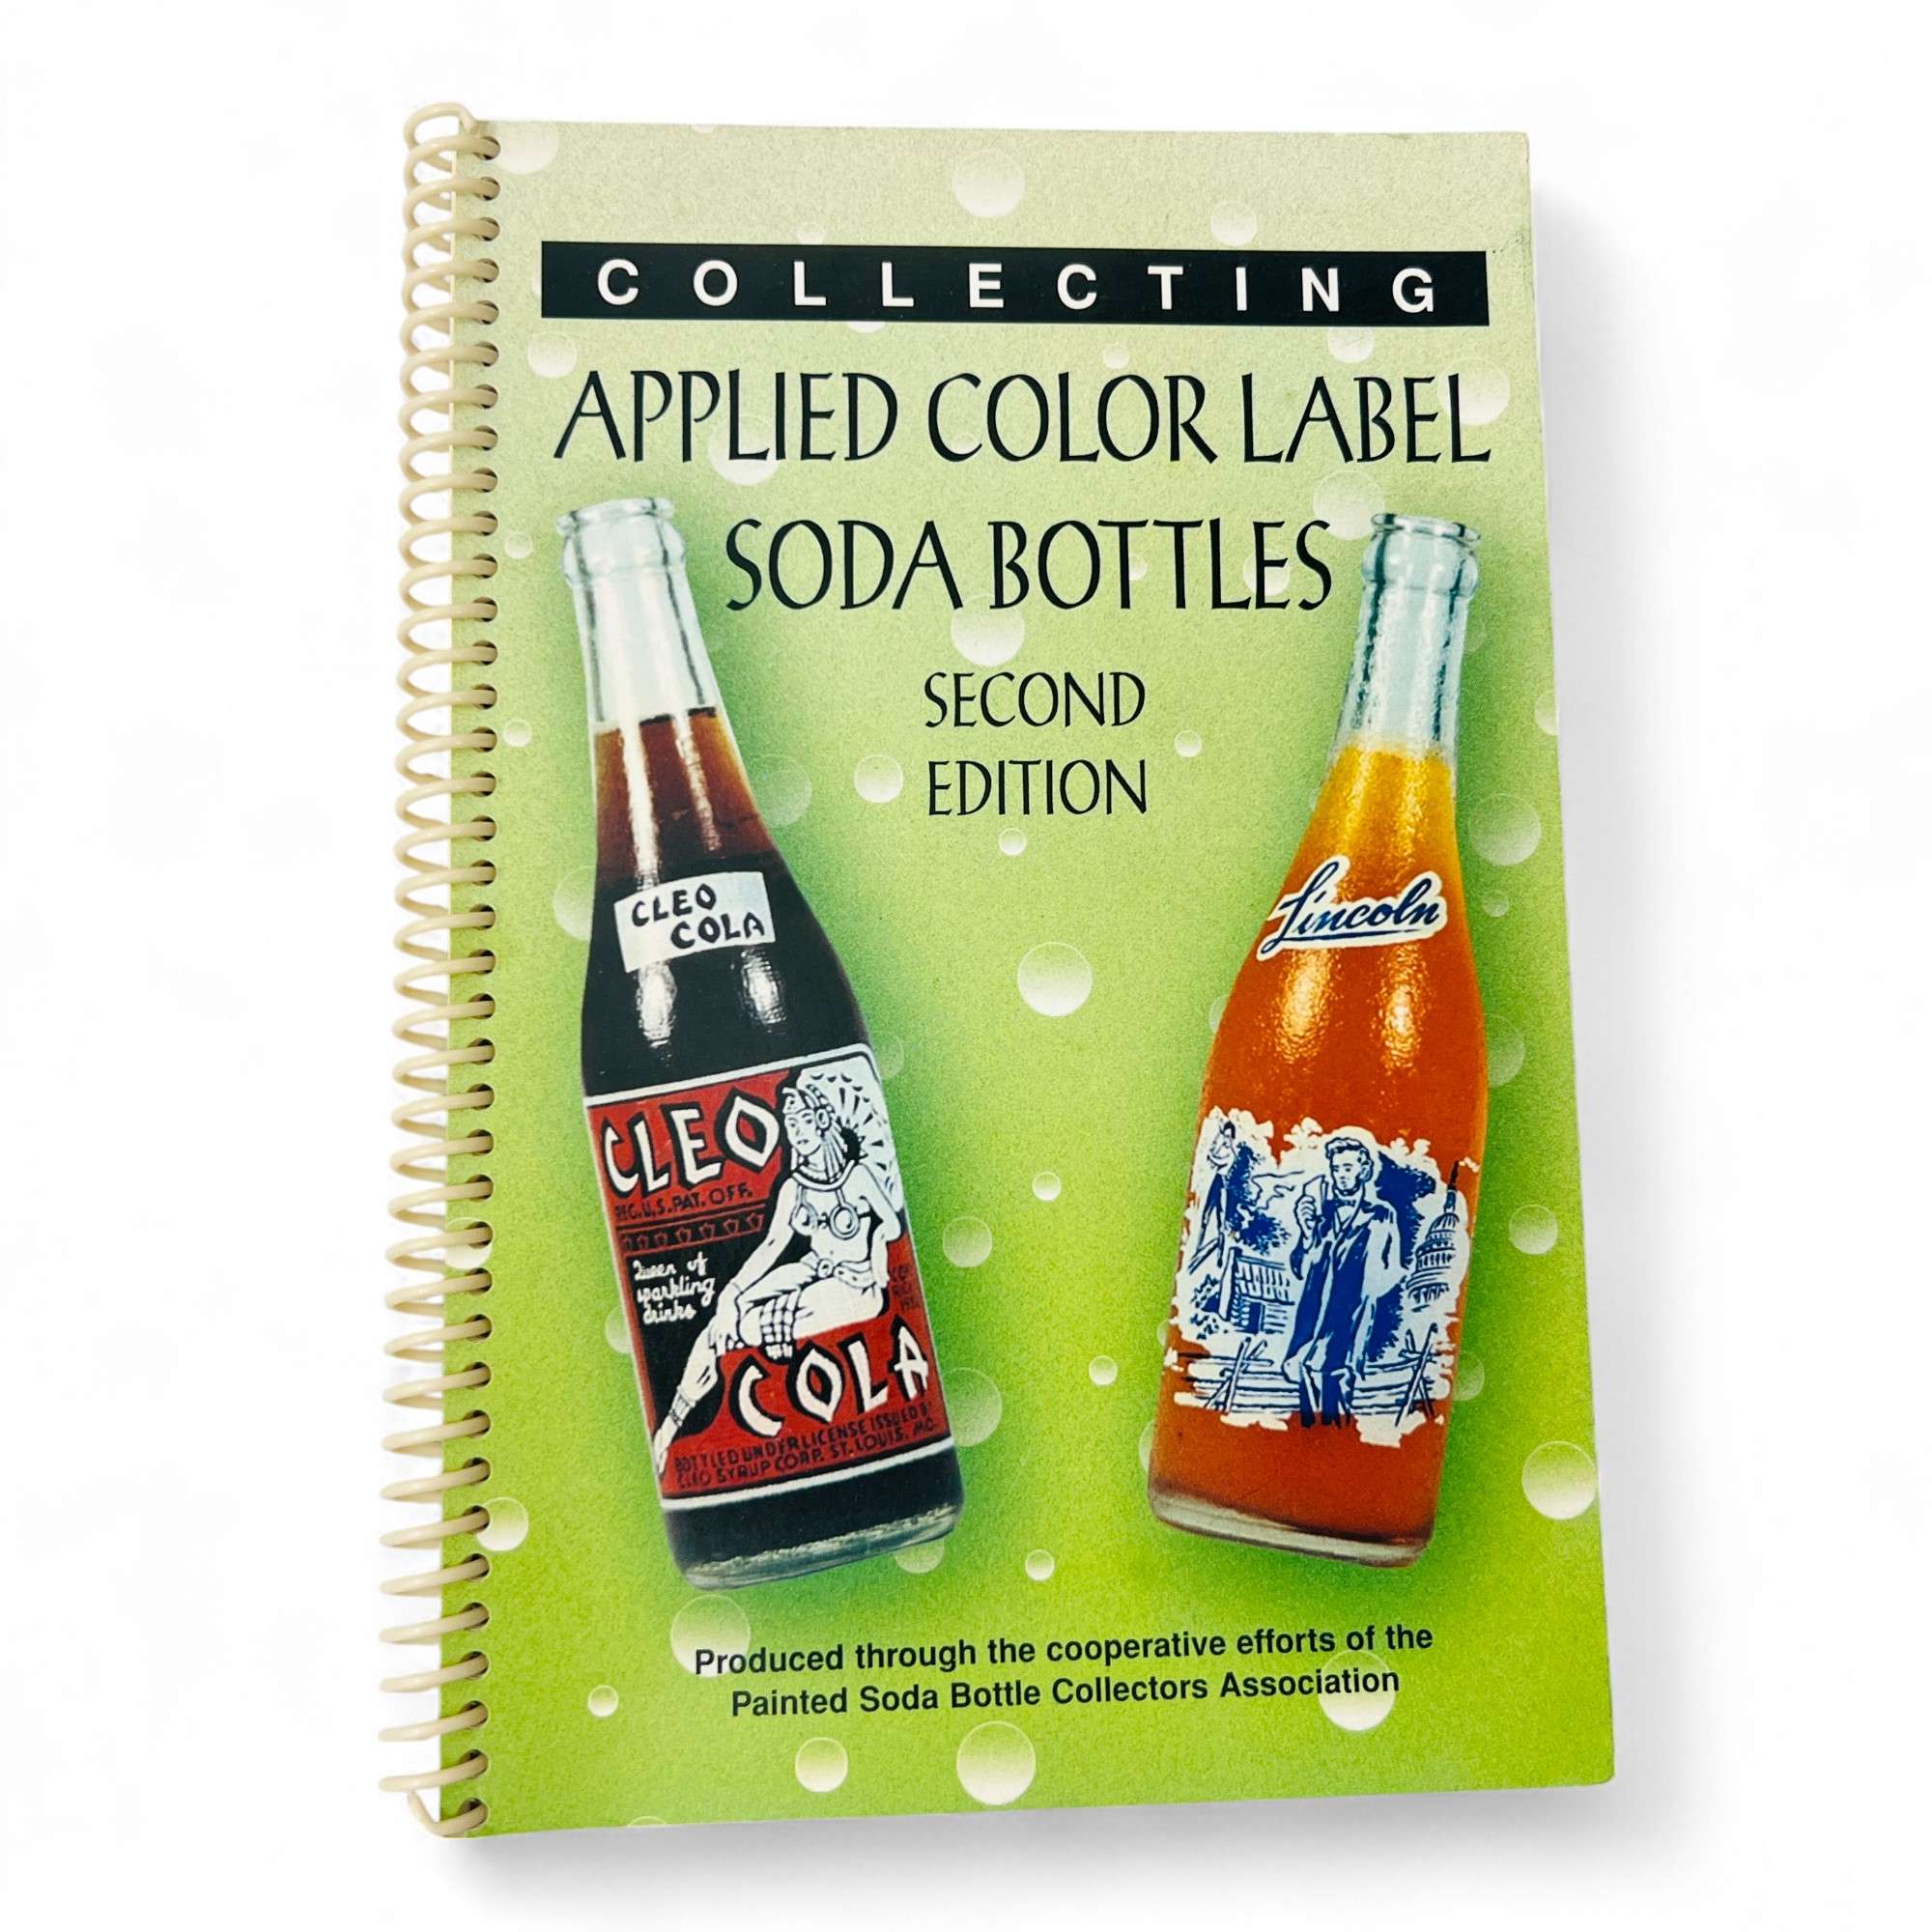 COLLECTING
APPLIED COLOR LABEL
SODA BOTTLES
SECOND
EDITION
CLEO
COLA
Lincoln
CLEO
REG. U.S. PAT. OFF.
Queen of
sparkling
drinks
COLA
BOTTLED UNDER LICENSE ISSUED BY
CLEO SYRUP CORP. ST. LOUIS, MO.
Produced through the cooperative efforts of the
Painted Soda Bottle Collectors Association